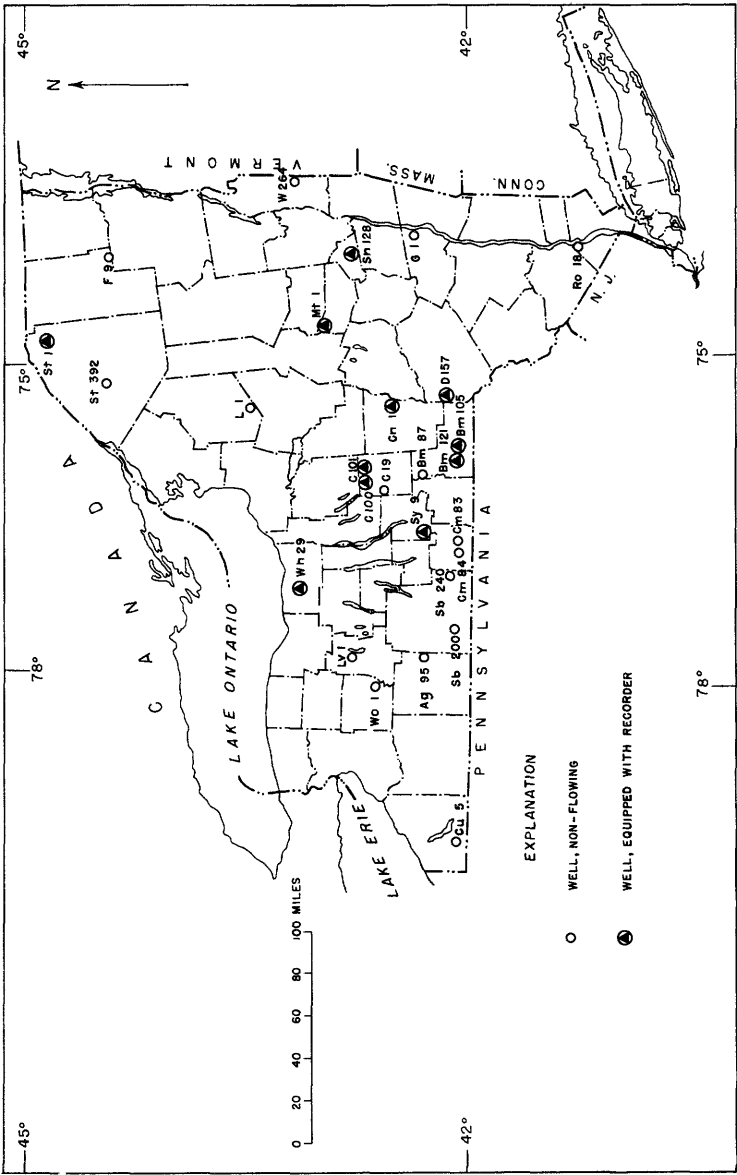 45°
42°
N
VERMONT
MASS.
CONN.
N. J.
W 264
F 9
Sn 128
G 1
Ro 18
Mt 1
St 1
St 392
75°
75°
L 1
D 157
Cn 1
Bm 105
Bm 121
Bm 87
C 101
C 100
C 19
Sy 9
Cm 83
Cm 84
Sb 240
Wh 29
CANADA
LAKE ONTARIO
PENNSYLVANIA
Lv 1
Sb 200
Ag 95
Wo 1
78°
78°
LAKE ERIE
Cu 5
EXPLANATION
WELL, NON-FLOWING
WELL, EQUIPPED WITH RECORDER
0 20 40 60 80 100 MILES
45°
42°